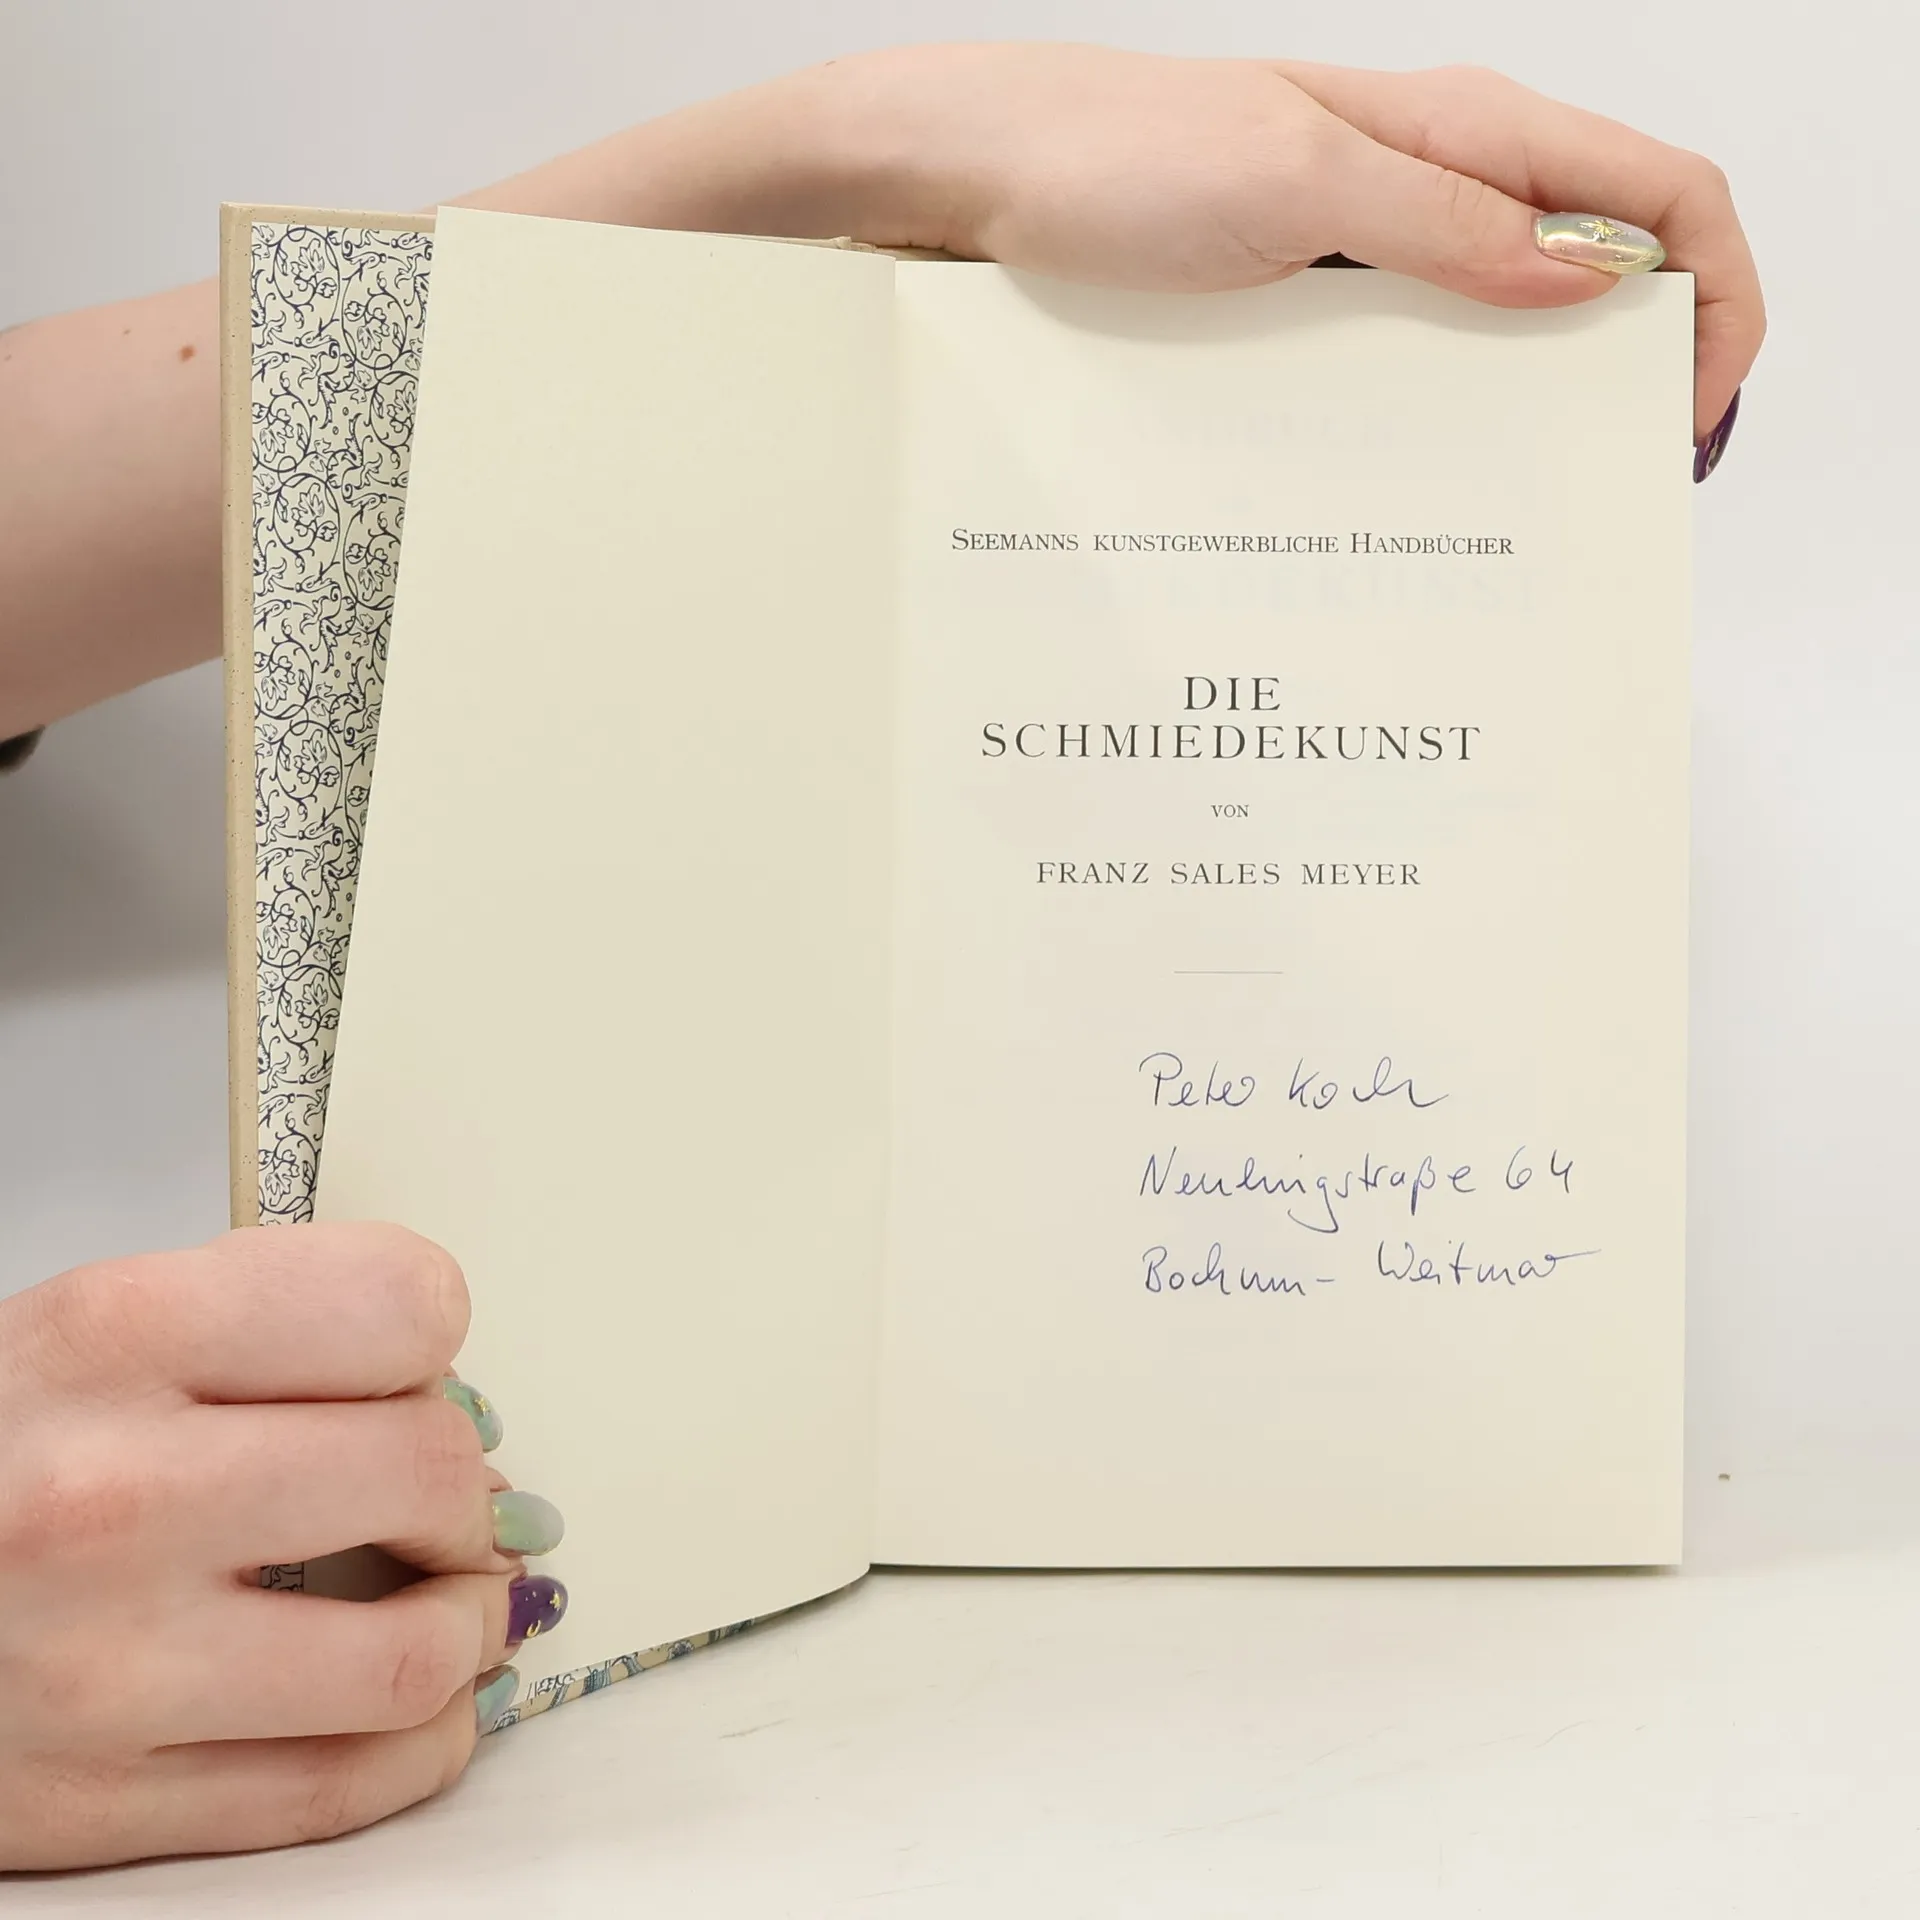 SEEMANNS KUNSTGEWERBLICHE HANDBÜCHER
DIE
SCHMIEDEKUNST
VON
FRANZ SALES MEYER
Peter Koch
64
Bochum- Weitmar